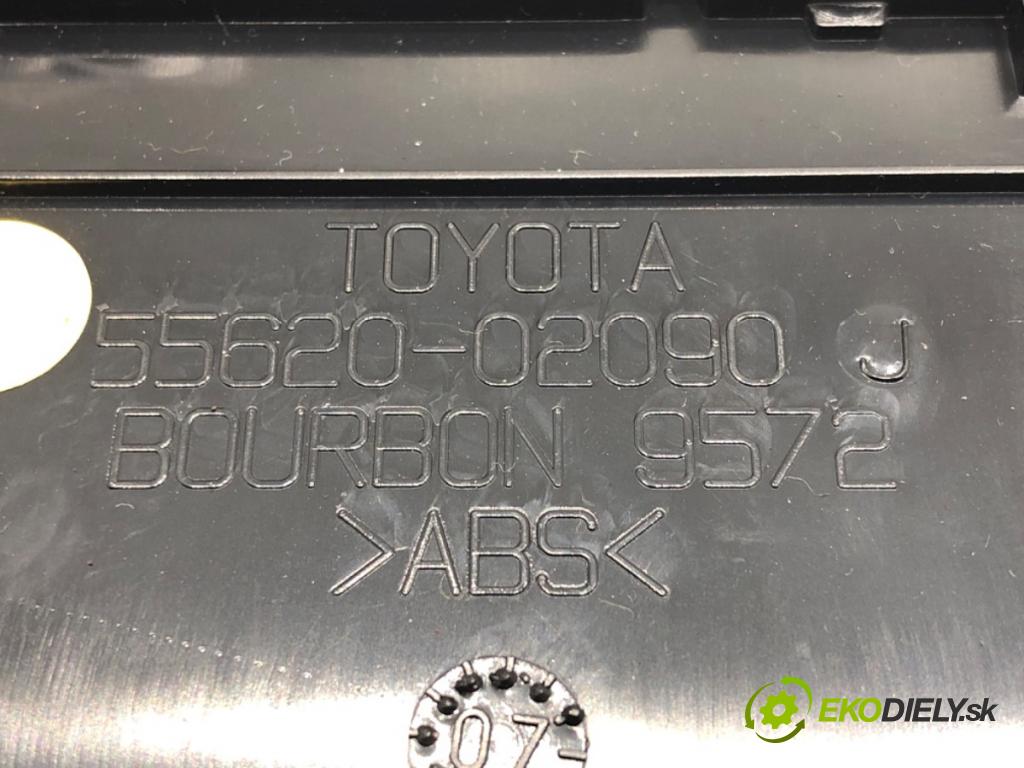 TOYOTA
55620-02090 J
BOURBON 9572
>ABS<
07
EKODIELY.sk